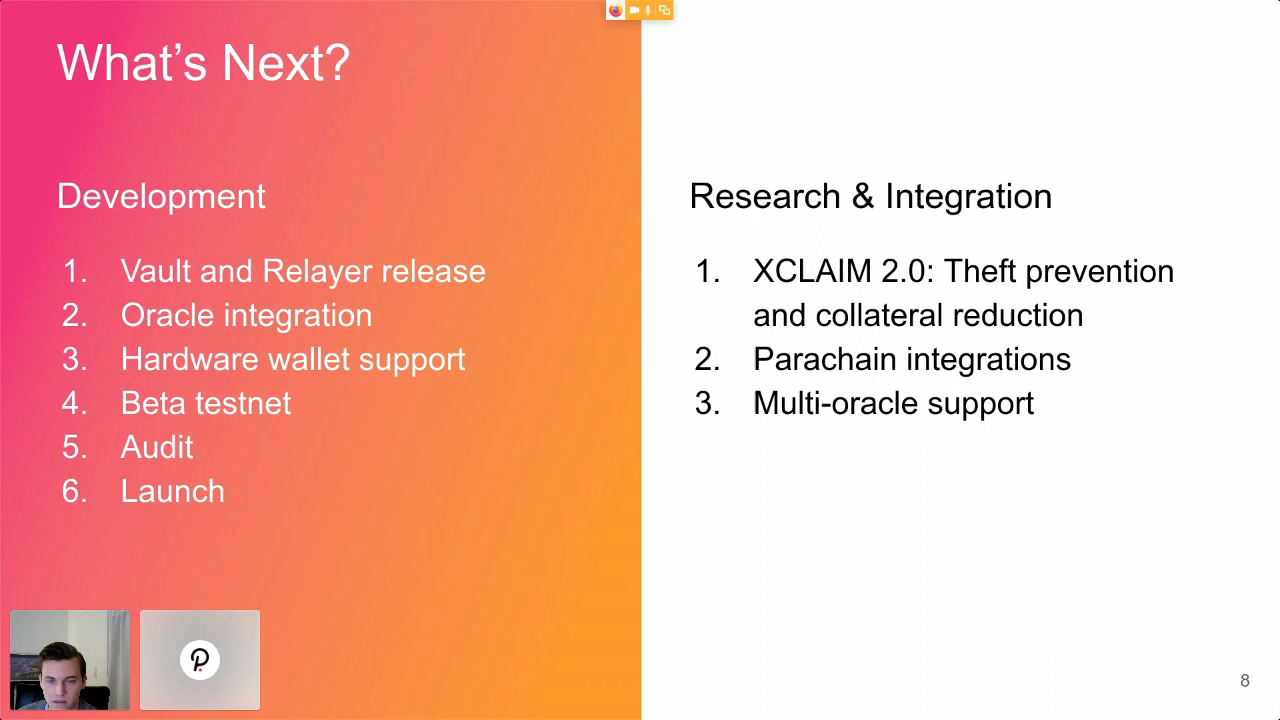 What’s Next?
Development
1. Vault and Relayer release
2. Oracle integration
3. Hardware wallet support
4. Beta testnet
5. Audit
6. Launch
Research & Integration
1. XCLAIM 2.0: Theft prevention
and collateral reduction
2. Parachain integrations
3. Multi-oracle support
8